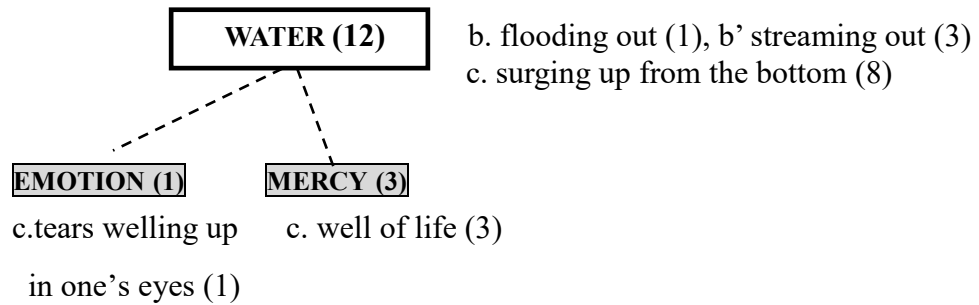 WATER (12)
b. flooding out (1), b’ streaming out (3)
c. surging up from the bottom (8)
EMOTION (1)
MERCY (3)
c.tears welling up
c. well of life (3)
in one’s eyes (1)